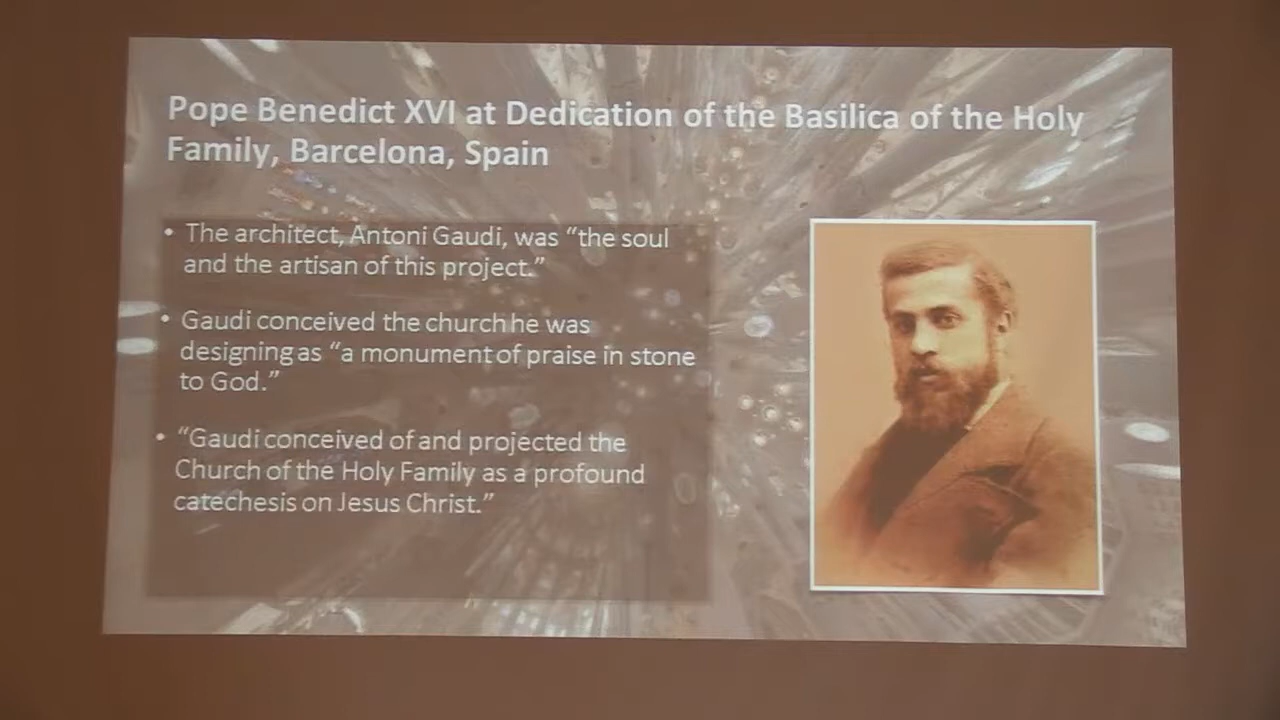 Pope Benedict XVI at Dedication of the Basilica of the Holy
Family, Barcelona, Spain
• The architect, Antoni Gaudi, was “the soul
and the artisan of this project.”
• Gaudi conceived the church he was
designing as “a monument of praise in stone
to God.”
• “Gaudi conceived of and projected the
Church of the Holy Family as a profound
catechesis on Jesus Christ.”